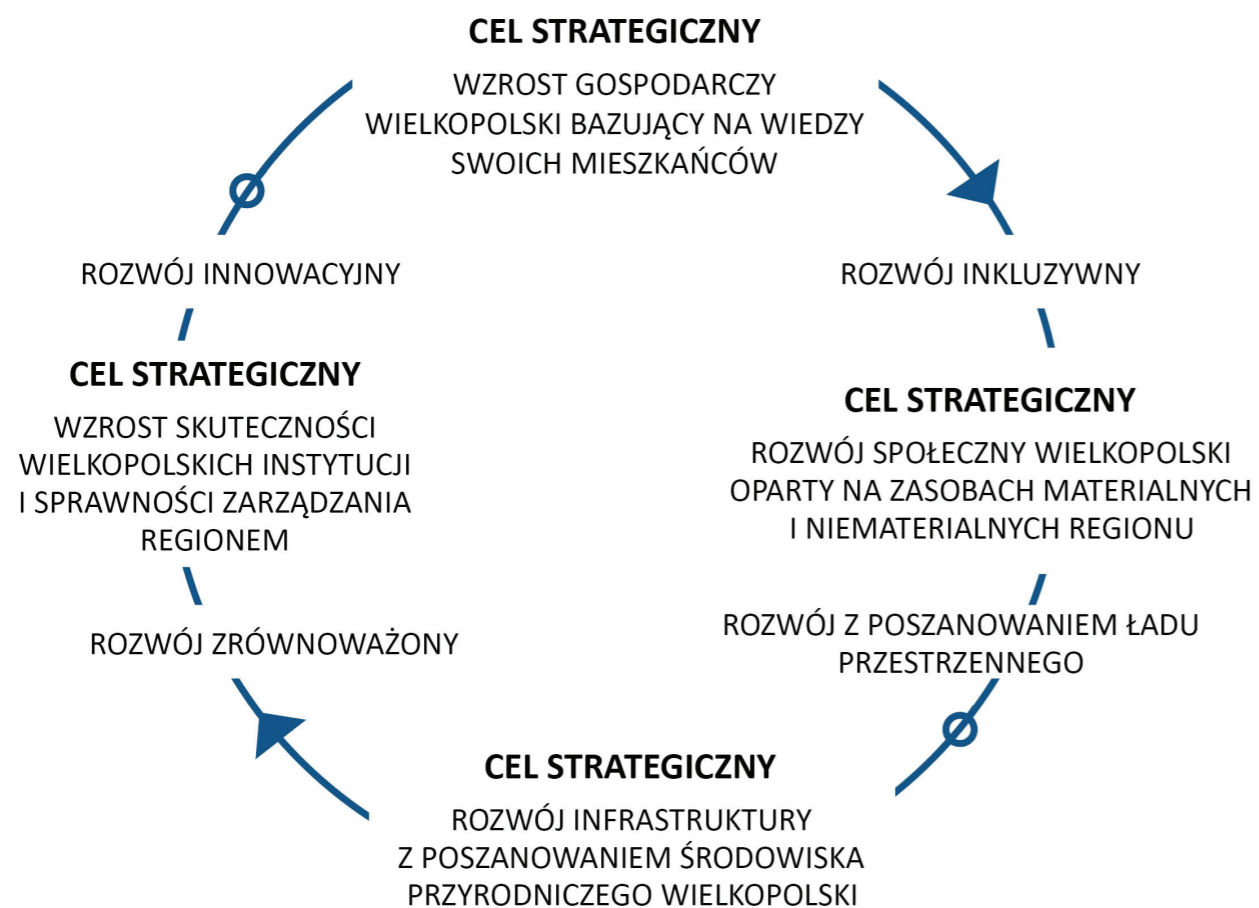 CEL STRATEGICZNY
WZROST GOSPODARCZY
WIELKOPOLSKI BAZUJĄCY NA WIEDZY
SWOICH MIESZKAŃCÓW
ROZWÓJ INNOWACYJNY
ROZWÓJ INKLUZYWNY
CEL STRATEGICZNY
WZROST SKUTECZNOŚCI
WIELKOPOLSKICH INSTYTUCJI
I SPRAWNOŚCI ZARZĄDZANIA
REGIONEM
CEL STRATEGICZNY
ROZWÓJ SPOŁECZNY WIELKOPOLSKI
OPARTY NA ZASOBACH MATERIALNYCH
I NIEMATERIALNYCH REGIONU
ROZWÓJ ZRÓWNOWAŻONY
ROZWÓJ Z POSZANOWANIEM ŁADU
PRZESTRZENNEGO
CEL STRATEGICZNY
ROZWÓJ INFRASTRUKTURY
Z POSZANOWANIEM ŚRODOWISKA
PRZYRODNICZEGO WIELKOPOLSKI